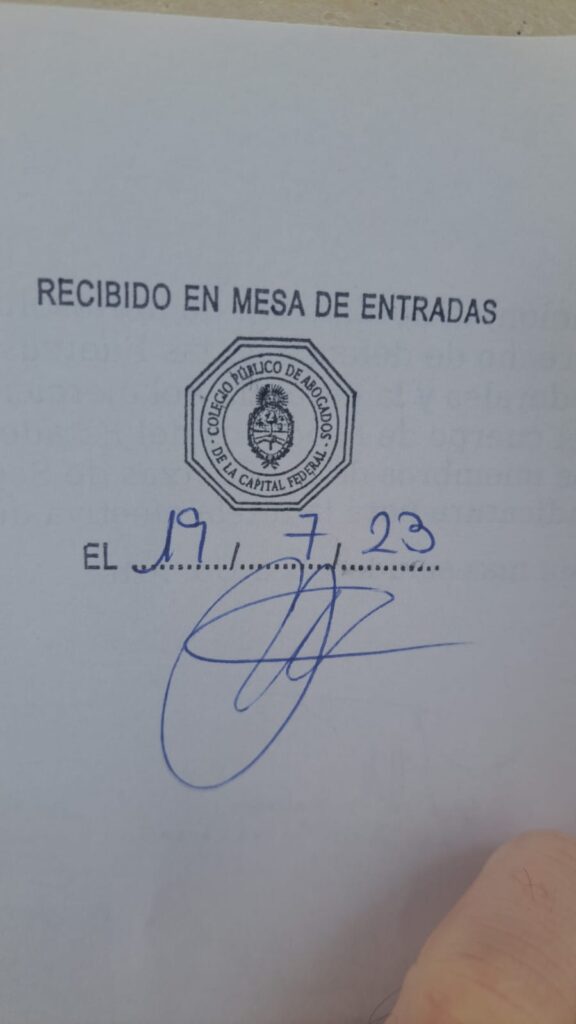 RECIBIDO EN MESA DE ENTRADAS
· COLEGIO PÚBLICO DE ABOGADOS ·
DE LA CAPITAL FEDERAL
EL 19 / 7 / 23